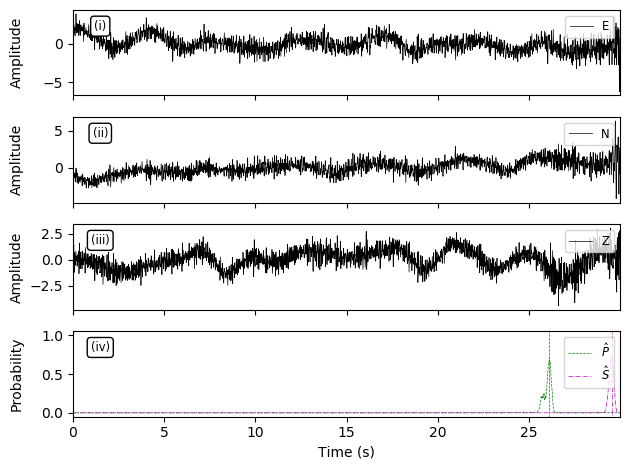 (i)
E
Amplitude
0
−5
(ii)
N
Amplitude
5
0
(iii)
Z
Amplitude
2.5
0.0
−2.5
(iv)
P̂
Ŝ
Probability
1.0
0.5
0.0
0 5 10 15 20 25
Time (s)